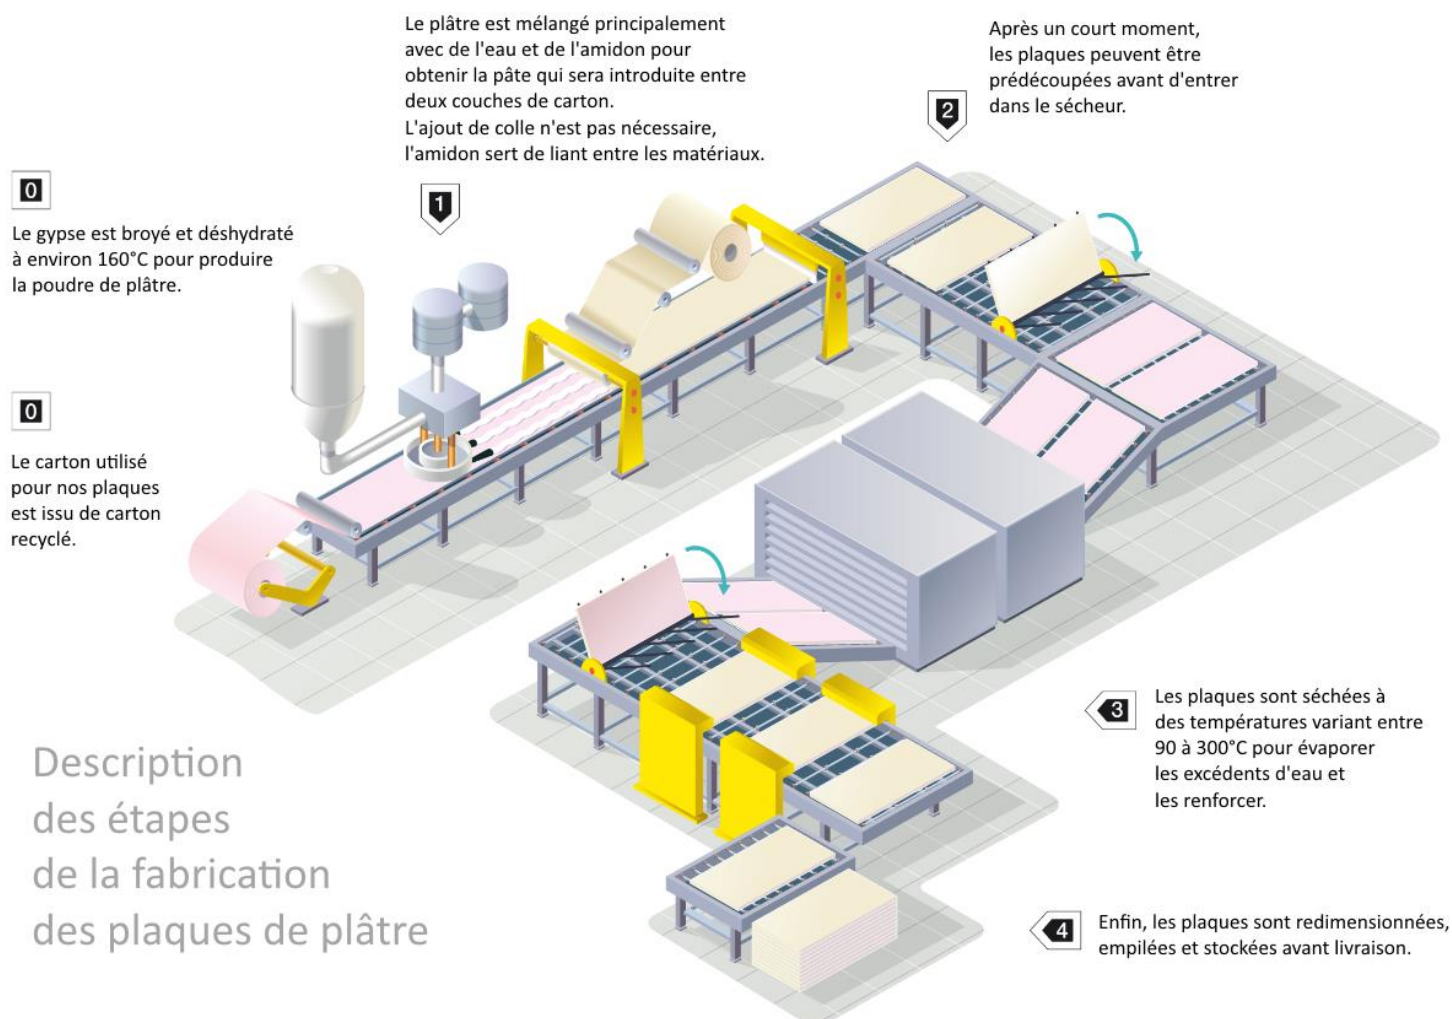 0
Le gypse est broyé et déshydraté
à environ 160°C pour produire
la poudre de plâtre.
0
Le carton utilisé
pour nos plaques
est issu de carton
recyclé.
Le plâtre est mélangé principalement
avec de l'eau et de l'amidon pour
obtenir la pâte qui sera introduite entre
deux couches de carton.
L'ajout de colle n'est pas nécessaire,
l'amidon sert de liant entre les matériaux.
1
Après un court moment,
les plaques peuvent être
prédécoupées avant d'entrer
dans le sécheur.
2
3
Les plaques sont séchées à
des températures variant entre
90 à 300°C pour évaporer
les excédents d'eau et
les renforcer.
4
Enfin, les plaques sont redimensionnées,
empilées et stockées avant livraison.
Description
des étapes
de la fabrication
des plaques de plâtre